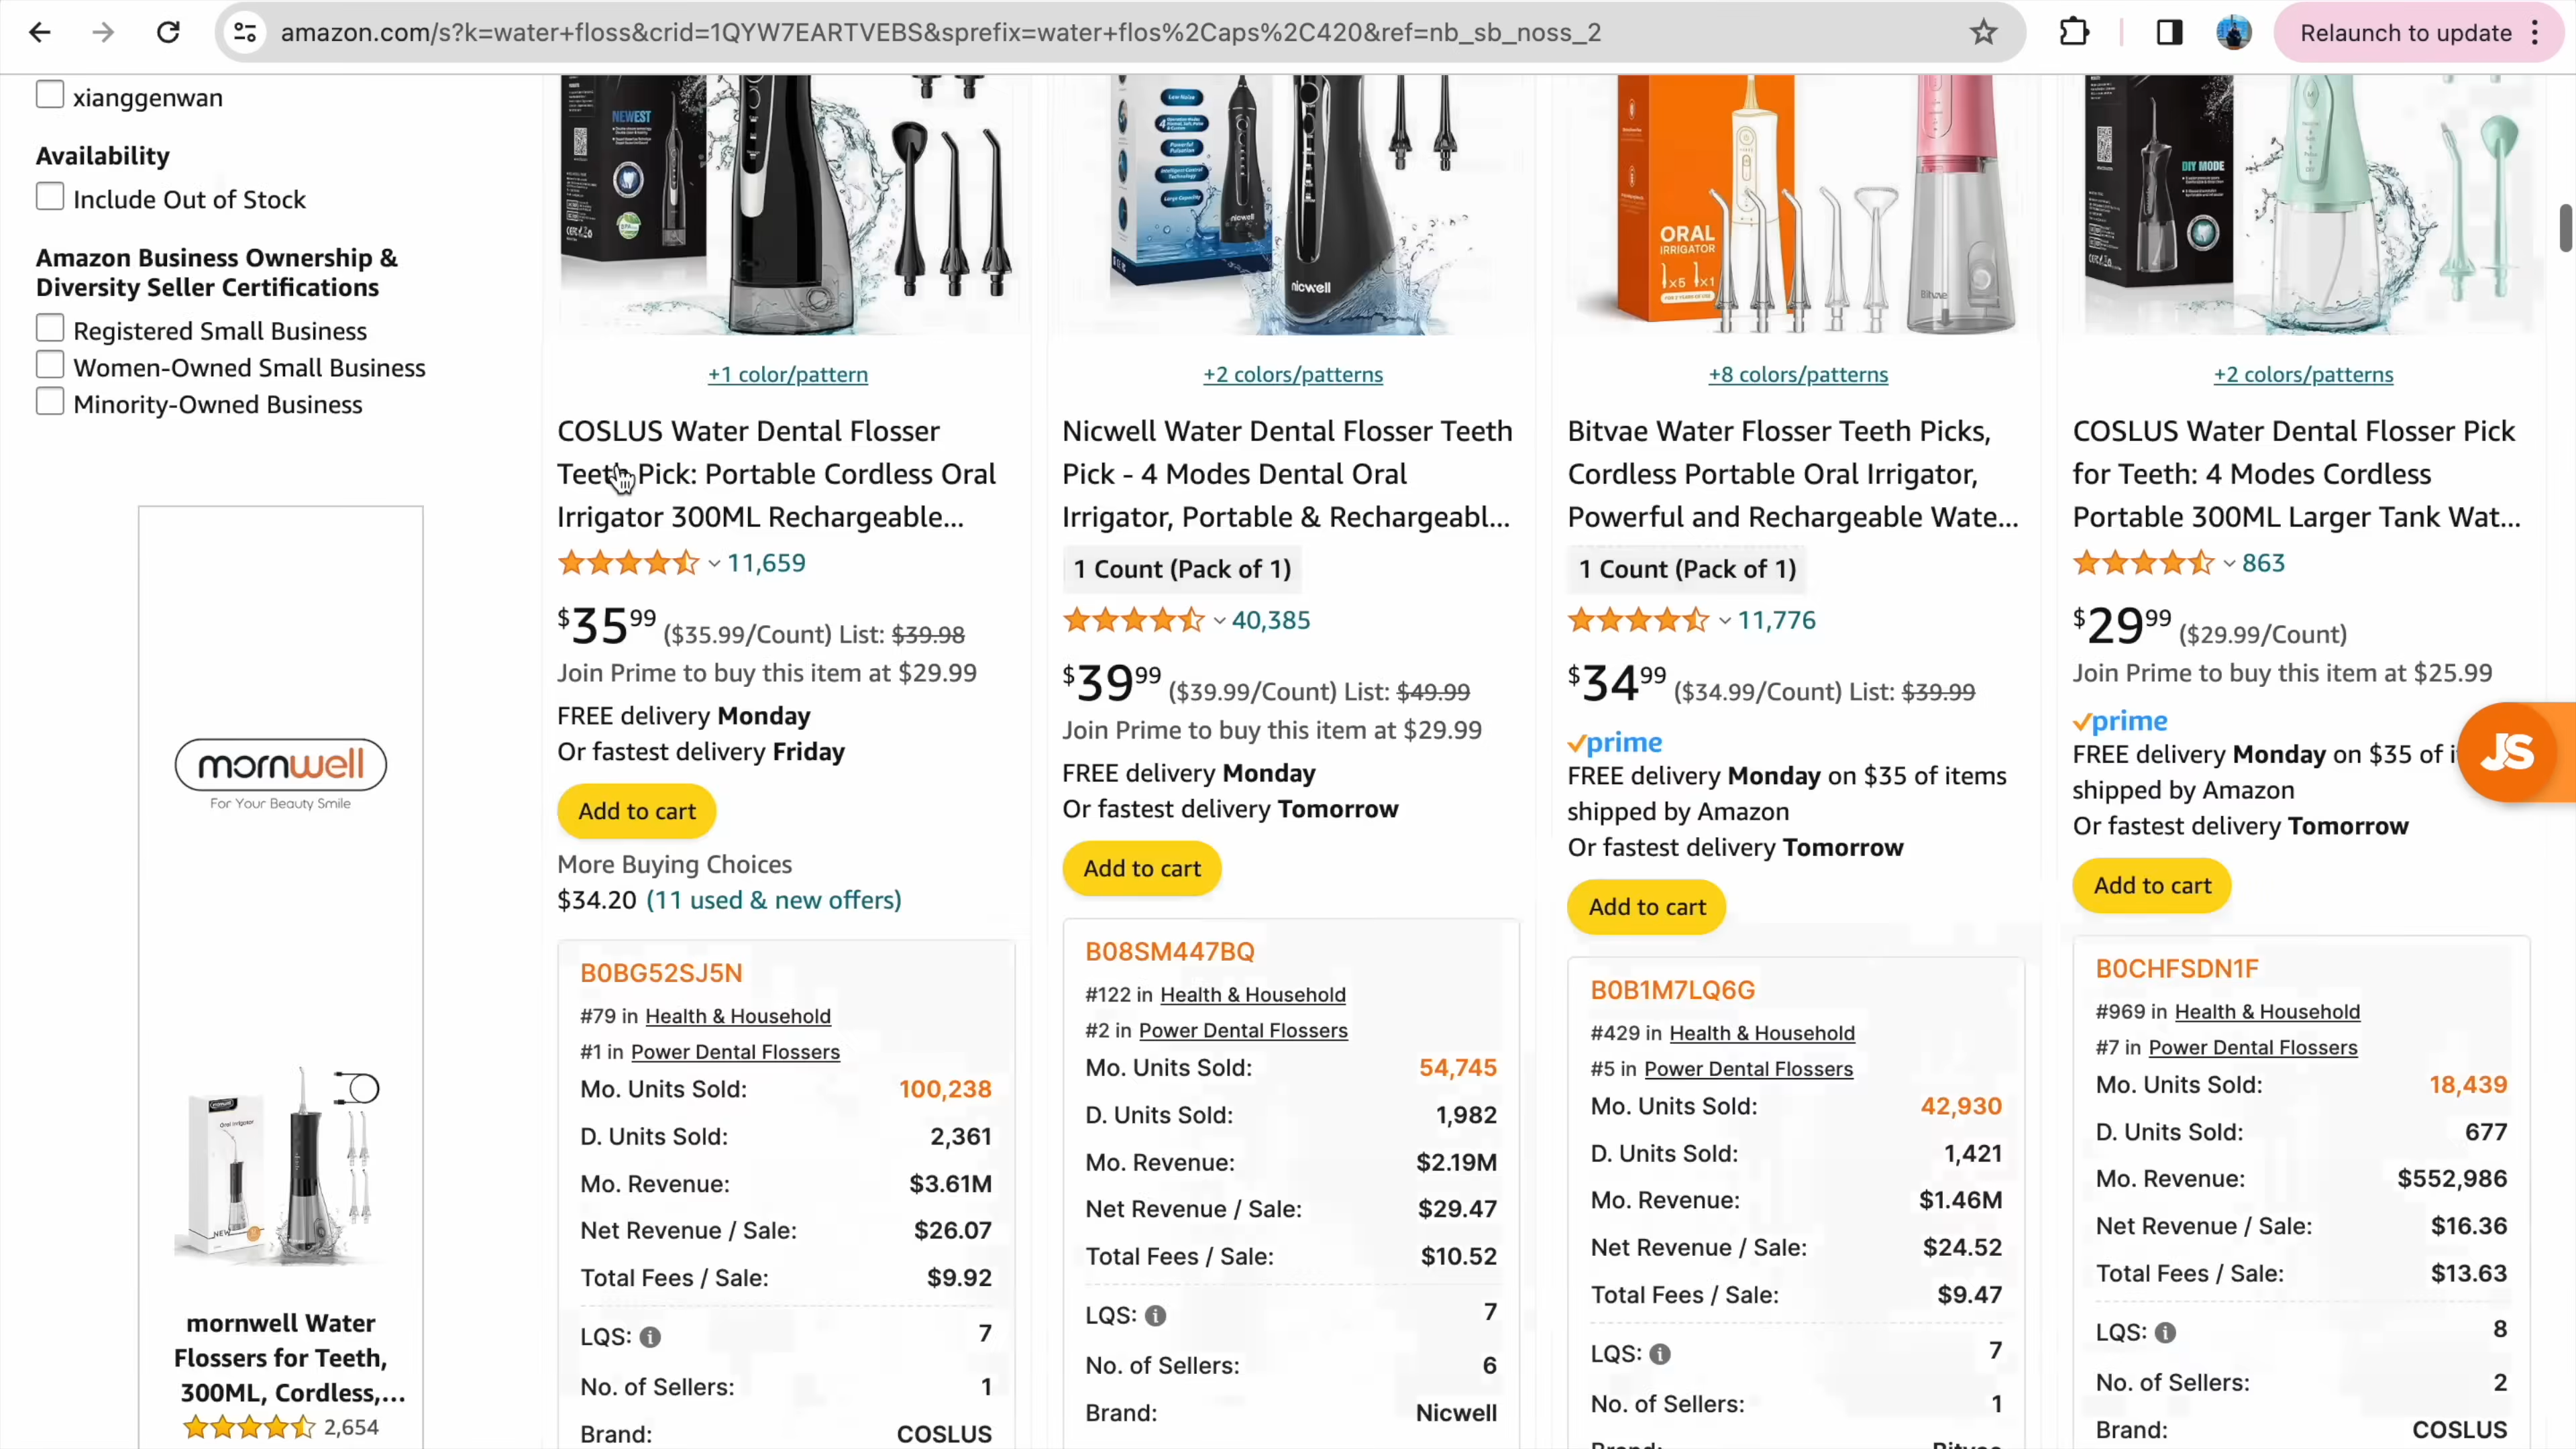 amazon.com/s?k=water+floss&crid=1QYW7EARTVEBS&sprefix=water+flos%2Caps%2C420&ref=nb_sb_noss_2
Relaunch to update
xianggenwan
Availability
Include Out of Stock
Amazon Business Ownership &
Diversity Seller Certifications
Registered Small Business
Women-Owned Small Business
Minority-Owned Business
mornwell
For Your Beauty Smile
Oral Irrigator
NEW
mornwell Water
Flossers for Teeth,
300ML, Cordless,...
2,654
NEWEST
+1 color/pattern
COSLUS Water Dental Flosser
Teeth Pick: Portable Cordless Oral
Irrigator 300ML Rechargeable...
11,659
$35.99 ($35.99/Count) List: $39.98
Join Prime to buy this item at $29.99
FREE delivery Monday
Or fastest delivery Friday
Add to cart
More Buying Choices
$34.20 (11 used & new offers)
B0BG52SJ5N
#79 in Health & Household
#1 in Power Dental Flossers
Mo. Units Sold: 100,238
D. Units Sold: 2,361
Mo. Revenue: $3.61M
Net Revenue / Sale: $26.07
Total Fees / Sale: $9.92
LQS: 7
No. of Sellers: 1
Brand: COSLUS
Low Noise
Powerful
Pulsation
Large Capacity
nicwell
nicwell
+2 colors/patterns
Nicwell Water Dental Flosser Teeth
Pick - 4 Modes Dental Oral
Irrigator, Portable & Rechargeabl...
1 Count (Pack of 1)
40,385
$39.99 ($39.99/Count) List: $49.99
Join Prime to buy this item at $29.99
FREE delivery Monday
Or fastest delivery Tomorrow
Add to cart
B08SM447BQ
#122 in Health & Household
#2 in Power Dental Flossers
Mo. Units Sold: 54,745
D. Units Sold: 1,982
Mo. Revenue: $2.19M
Net Revenue / Sale: $29.47
Total Fees / Sale: $10.52
LQS: 7
No. of Sellers: 6
Brand: Nicwell
ORAL
IRRIGATOR
x5 x1
Bitvae
+8 colors/patterns
Bitvae Water Flosser Teeth Picks,
Cordless Portable Oral Irrigator,
Powerful and Rechargeable Wate...
1 Count (Pack of 1)
11,776
$34.99 ($34.99/Count) List: $39.99
prime
FREE delivery Monday on $35 of items
shipped by Amazon
Or fastest delivery Tomorrow
Add to cart
B0B1M7LQ6G
#429 in Health & Household
#5 in Power Dental Flossers
Mo. Units Sold: 42,930
D. Units Sold: 1,421
Mo. Revenue: $1.46M
Net Revenue / Sale: $24.52
Total Fees / Sale: $9.47
LQS: 7
No. of Sellers: 1
DIY MODE
+2 colors/patterns
COSLUS Water Dental Flosser Pick
for Teeth: 4 Modes Cordless
Portable 300ML Larger Tank Wat...
863
$29.99 ($29.99/Count)
Join Prime to buy this item at $25.99
prime
FREE delivery Monday on $35 of
shipped by Amazon
Or fastest delivery Tomorrow
Add to cart
JS
B0CHFSDN1F
#969 in Health & Household
#7 in Power Dental Flossers
Mo. Units Sold: 18,439
D. Units Sold: 677
Mo. Revenue: $552,986
Net Revenue / Sale: $16.36
Total Fees / Sale: $13.63
LQS: 8
No. of Sellers: 2
Brand: COSLUS